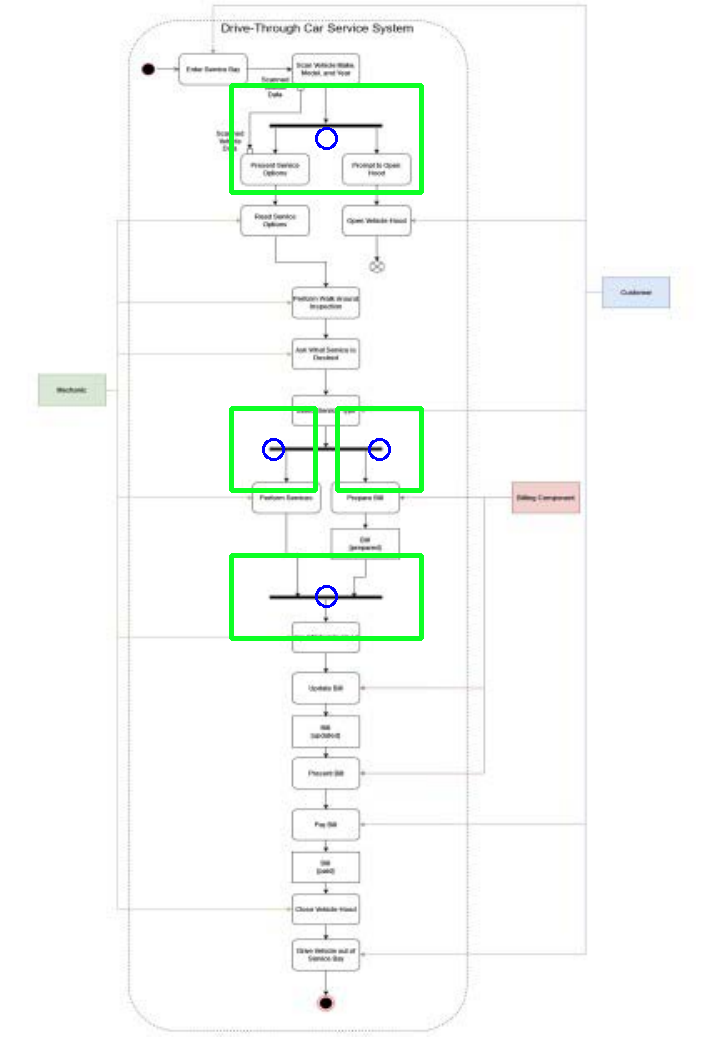 Drive-Through Car Service System
Enter Service Bay
Scan Vehicle Make,
Model, and Year
Scanned
Data
Scanned
Vehicle
Data
Present Service
Options
Prompt to Open
Hood
Read Service
Options
Open Vehicle Hood
Customer
Perform Walk Around
Inspection
Ask What Service is
Desired
Mechanic
Service Type
Perform Services
Prepare Bill
Billing Component
Bill
[prepared]
Update Bill
Bill
[updated]
Present Bill
Pay Bill
Bill
[paid]
Close Vehicle Hood
Drive Vehicle out of
Service Bay